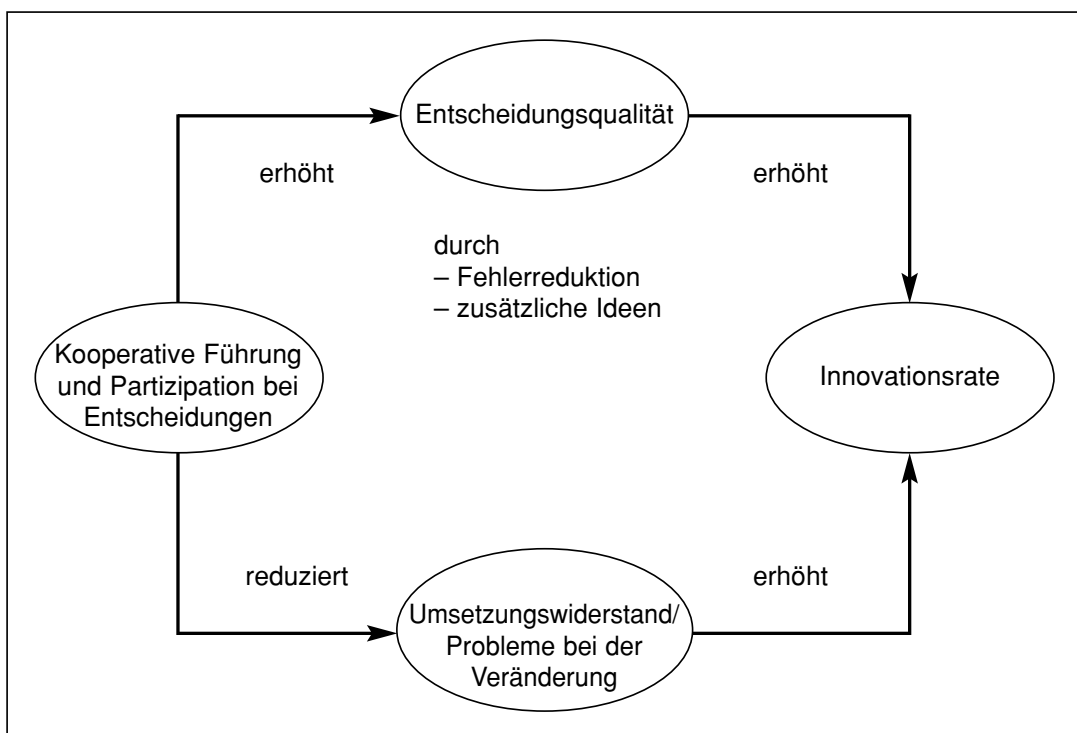 Entscheidungsqualität
erhöht
erhöht
durch
– Fehlerreduktion
– zusätzliche Ideen
Kooperative Führung
und Partizipation bei
Entscheidungen
Innovationsrate
reduziert
erhöht
Umsetzungswiderstand/
Probleme bei der
Veränderung